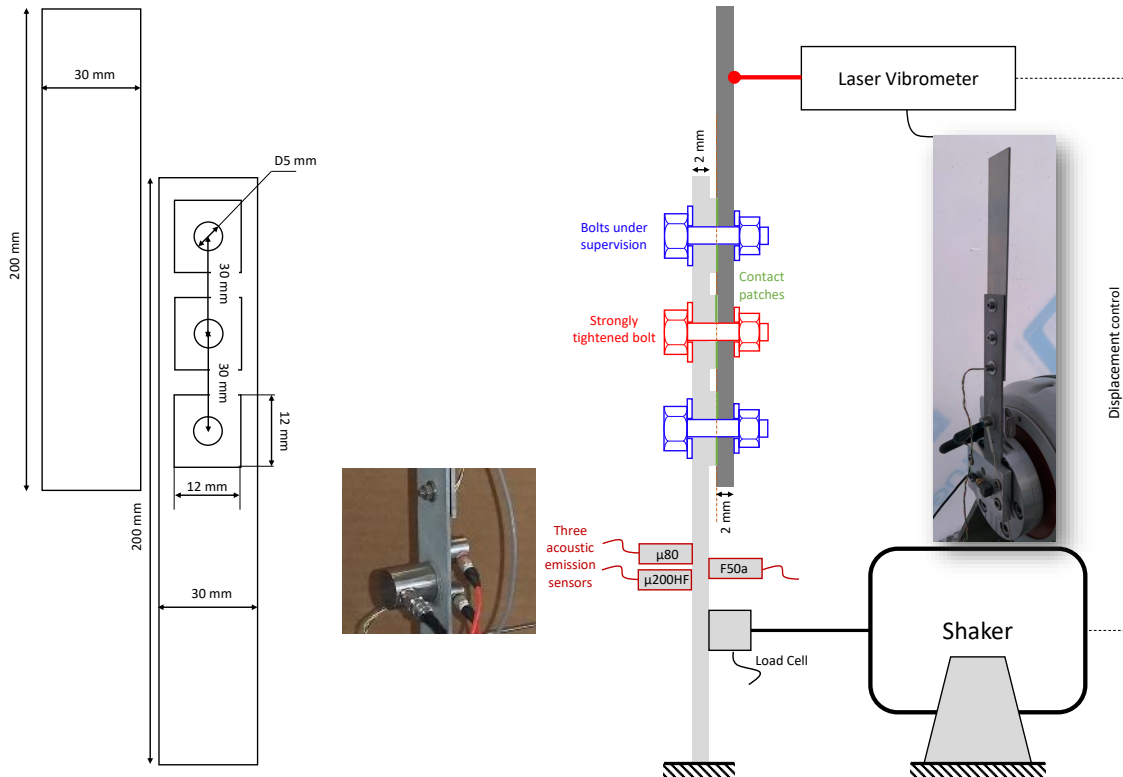 30 mm
D5 mm
200 mm
30 mm
30 mm
12 mm
12 mm
200 mm
30 mm
2 mm
Laser Vibrometer
Bolts under
supervision
Contact
patches
Strongly
tightened bolt
Displacement control
2 mm
Three
acoustic
emission
sensors
µ80
µ200HF
F50a
Load Cell
Shaker